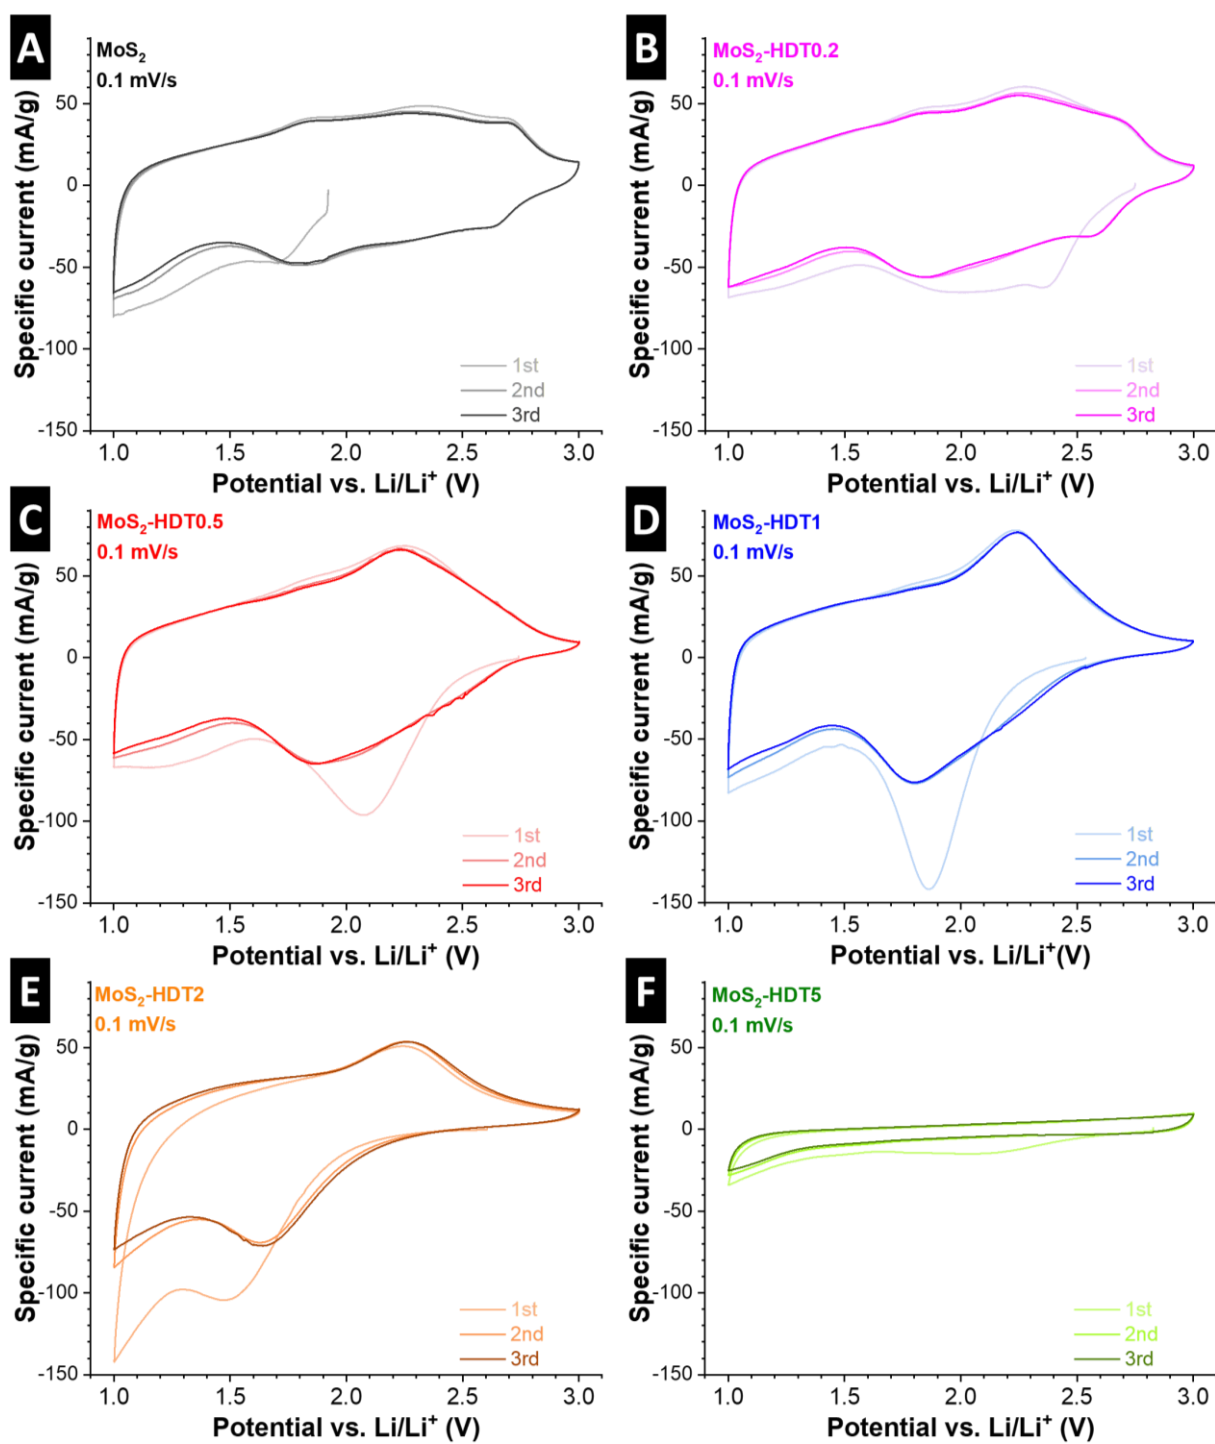 A
MoS₂
0.1 mV/s
Specific current (mA/g)
50
0
-50
-100
-150
1st
2nd
3rd
1.0 1.5 2.0 2.5 3.0
Potential vs. Li/Li⁺ (V)
B
MoS₂-HDT0.2
0.1 mV/s
Specific current (mA/g)
50
0
-50
-100
-150
1st
2nd
3rd
1.0 1.5 2.0 2.5 3.0
Potential vs. Li/Li⁺ (V)
C
MoS₂-HDT0.5
0.1 mV/s
Specific current (mA/g)
50
0
-50
-100
-150
1st
2nd
3rd
1.0 1.5 2.0 2.5 3.0
Potential vs. Li/Li⁺ (V)
D
MoS₂-HDT1
0.1 mV/s
Specific current (mA/g)
50
0
-50
-100
-150
1st
2nd
3rd
1.0 1.5 2.0 2.5 3.0
Potential vs. Li/Li⁺(V)
E
MoS₂-HDT2
0.1 mV/s
Specific current (mA/g)
50
0
-50
-100
-150
1st
2nd
3rd
1.0 1.5 2.0 2.5 3.0
Potential vs. Li/Li⁺ (V)
F
MoS₂-HDT5
0.1 mV/s
Specific current (mA/g)
50
0
-50
-100
-150
1st
2nd
3rd
1.0 1.5 2.0 2.5 3.0
Potential vs. Li/Li⁺ (V)